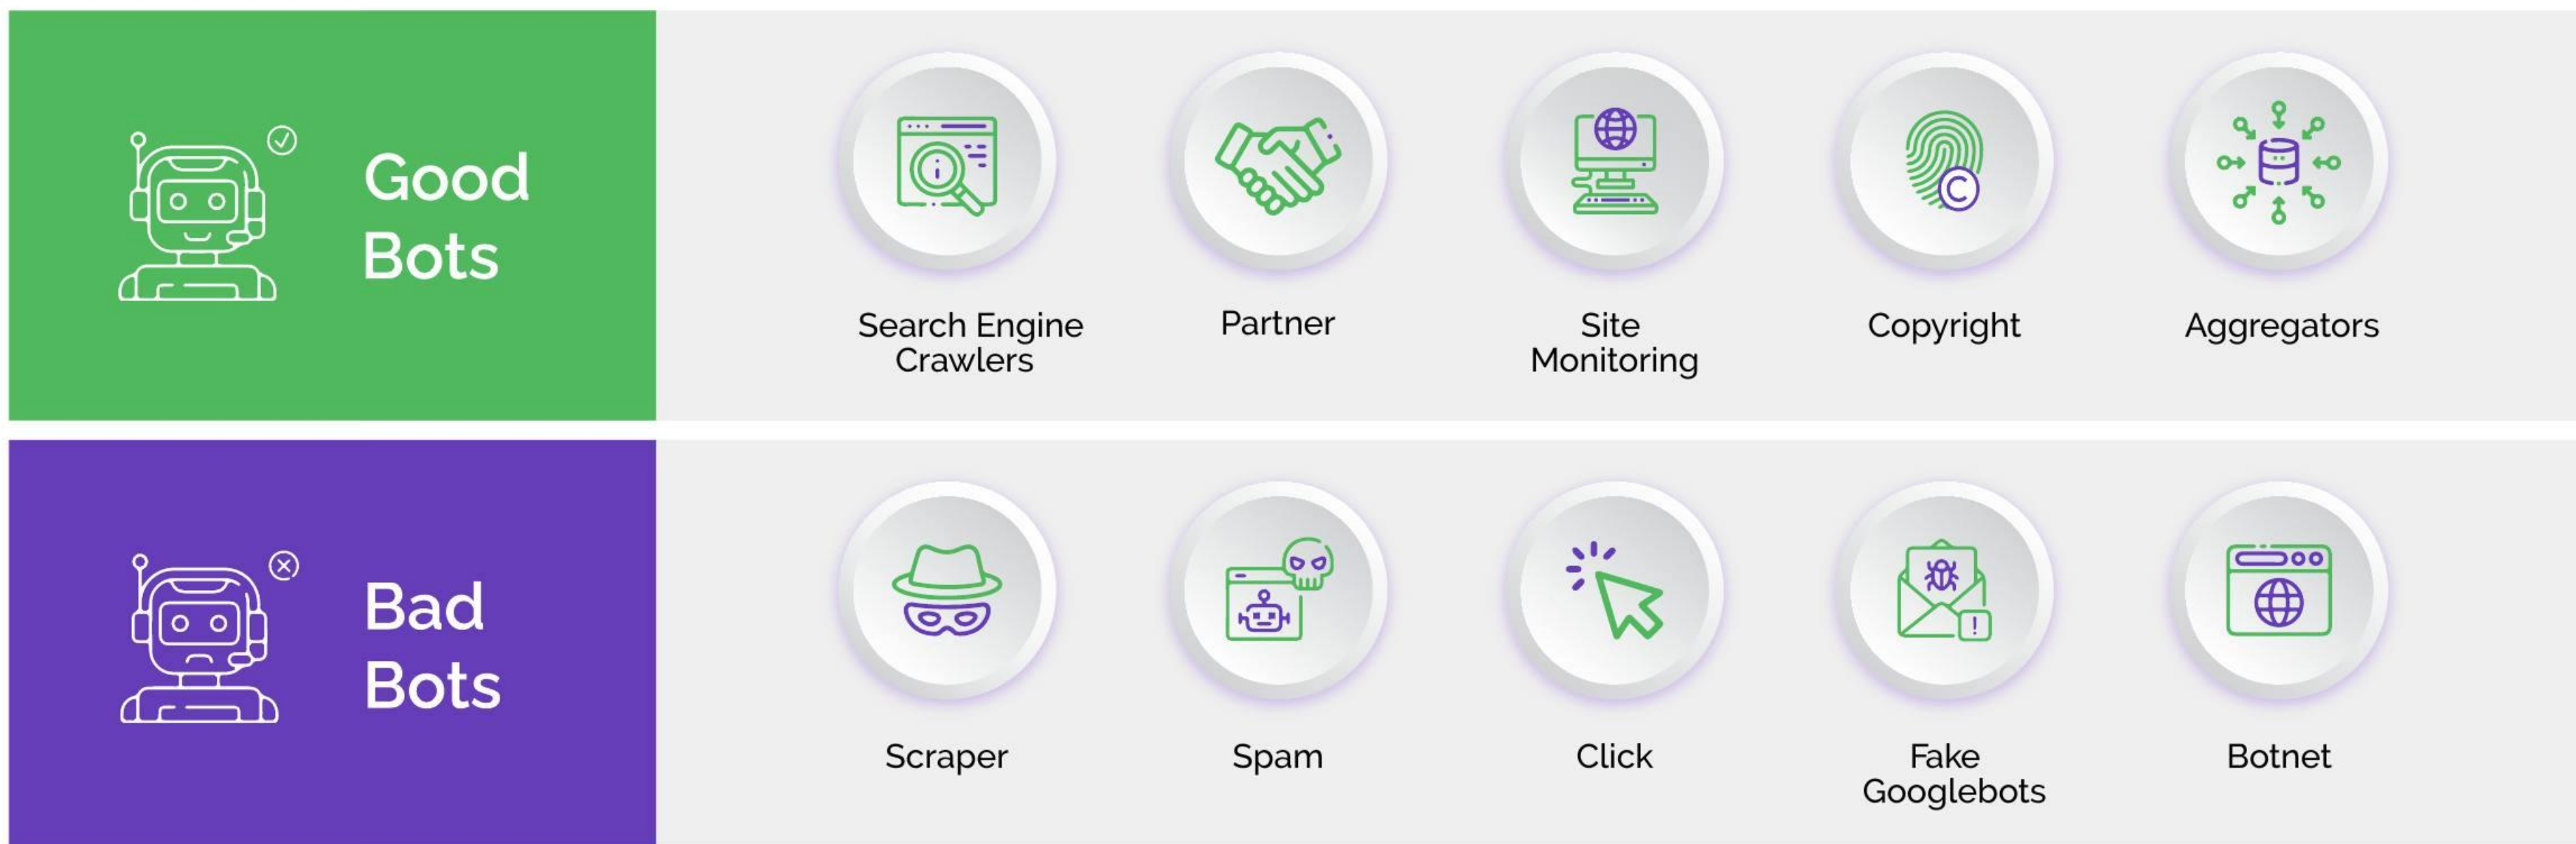 Good
Bots
Search Engine
Crawlers
Partner
Site
Monitoring
Copyright
Aggregators
Bad
Bots
Scraper
Spam
Click
Fake
Googlebots
Botnet